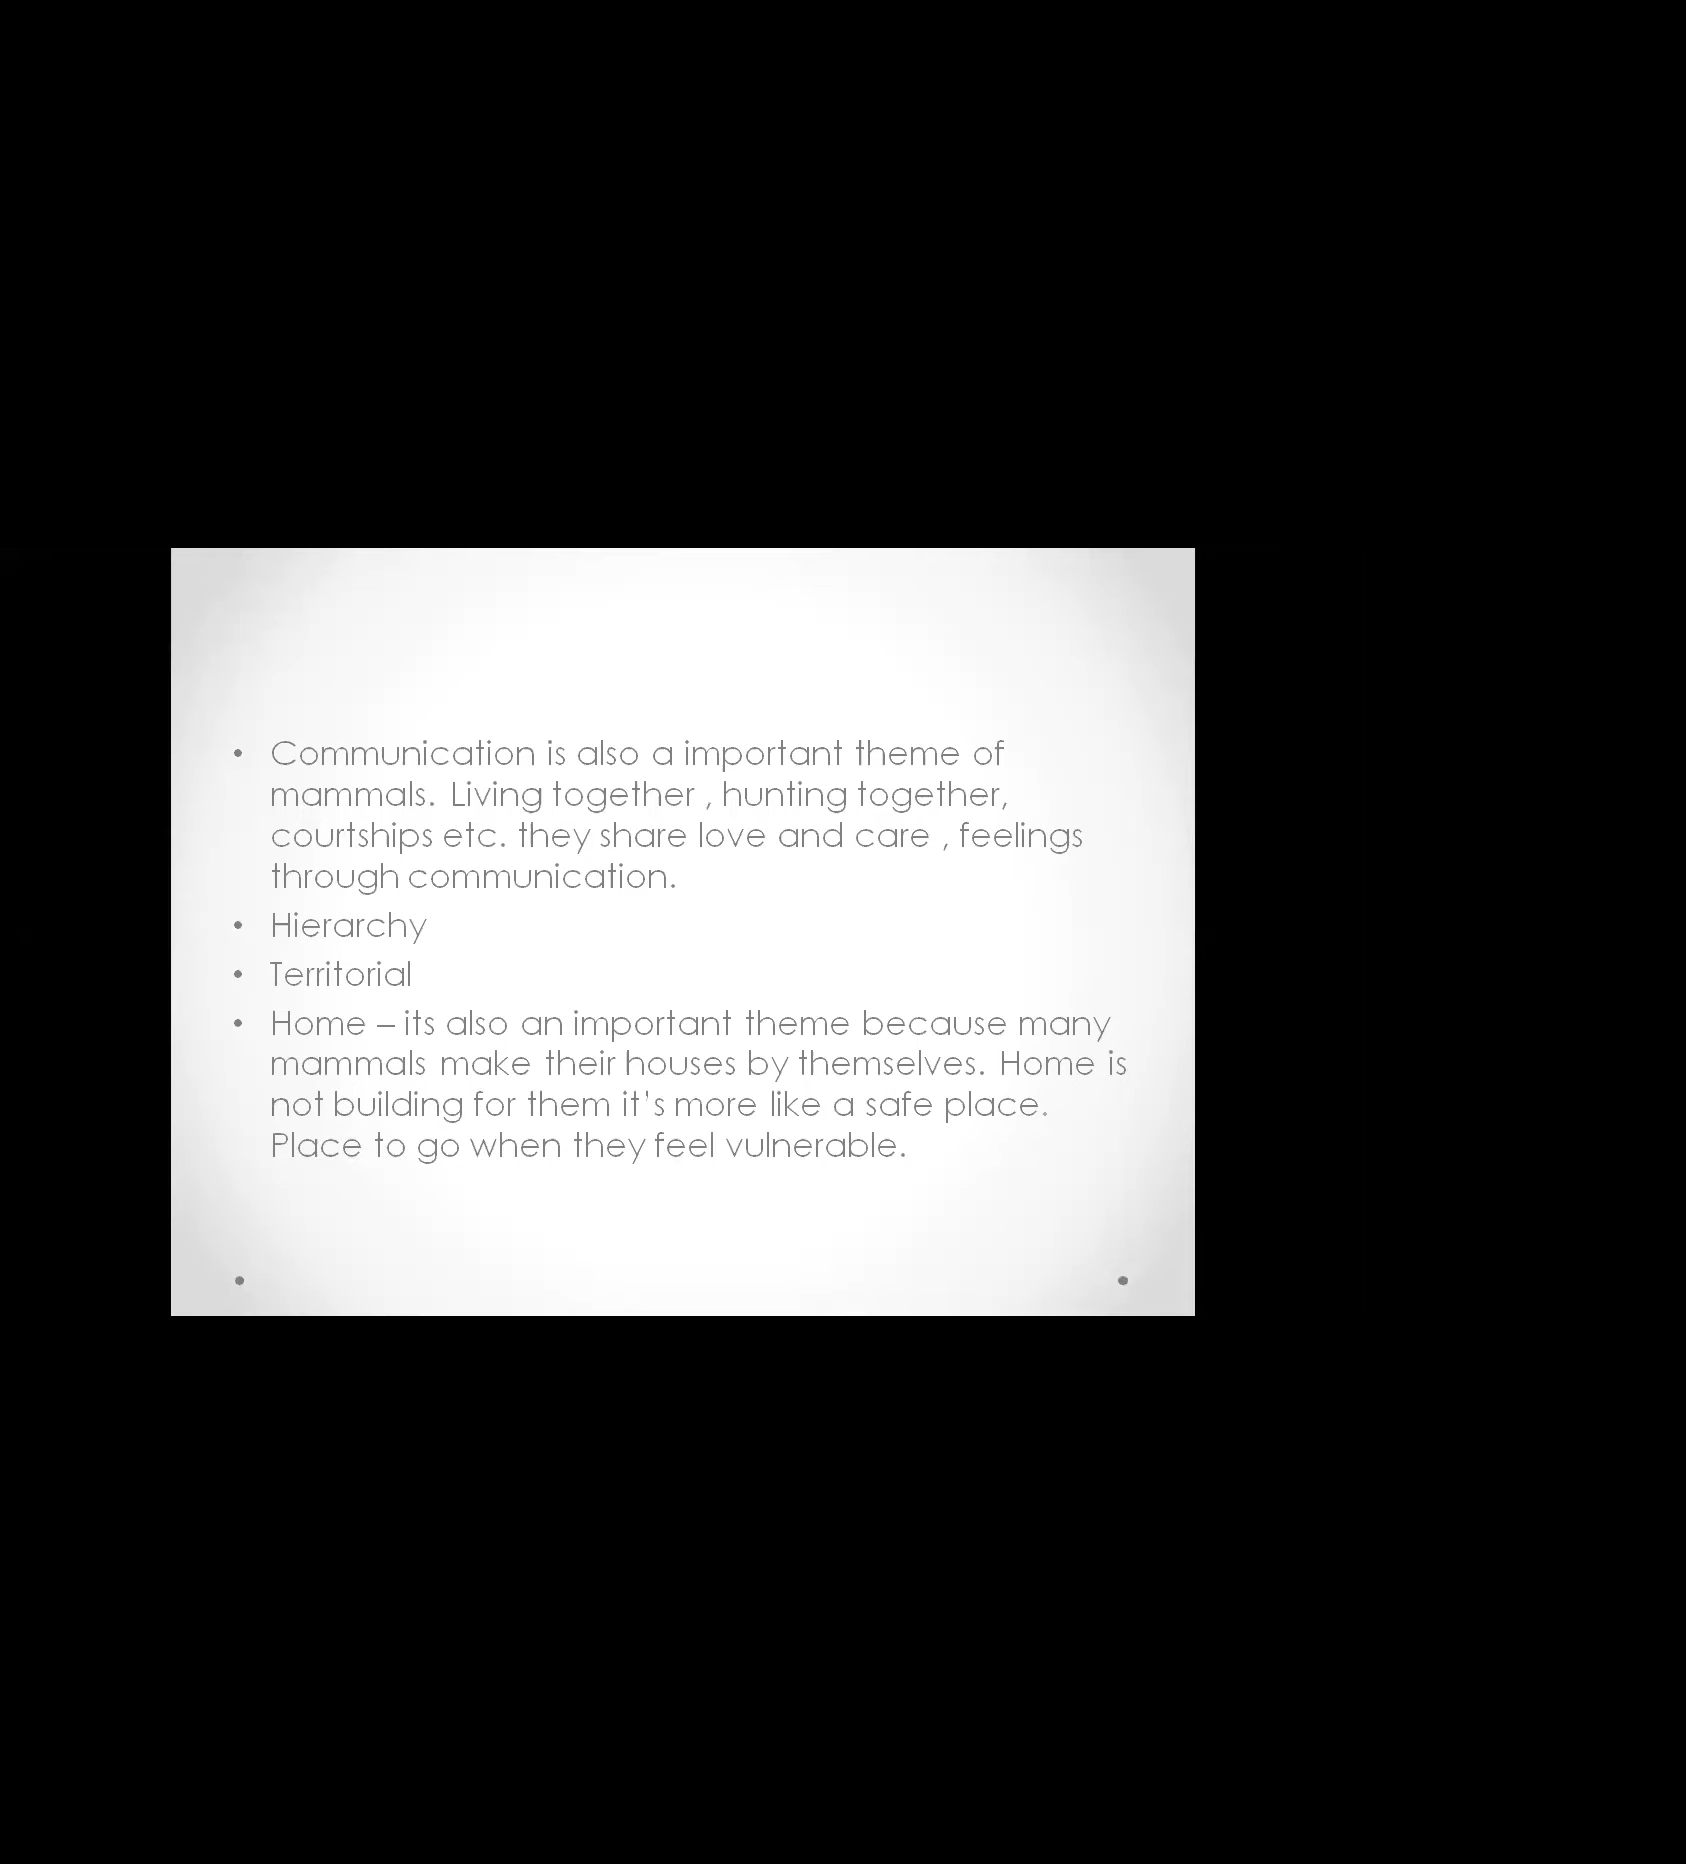 • Communication is also a important theme of
mammals. Living together , hunting together,
courtships etc. they share love and care , feelings
through communication.
• Hierarchy
• Territorial
• Home – its also an important theme because many
mammals make their houses by themselves. Home is
not building for them it's more like a safe place.
Place to go when they feel vulnerable.